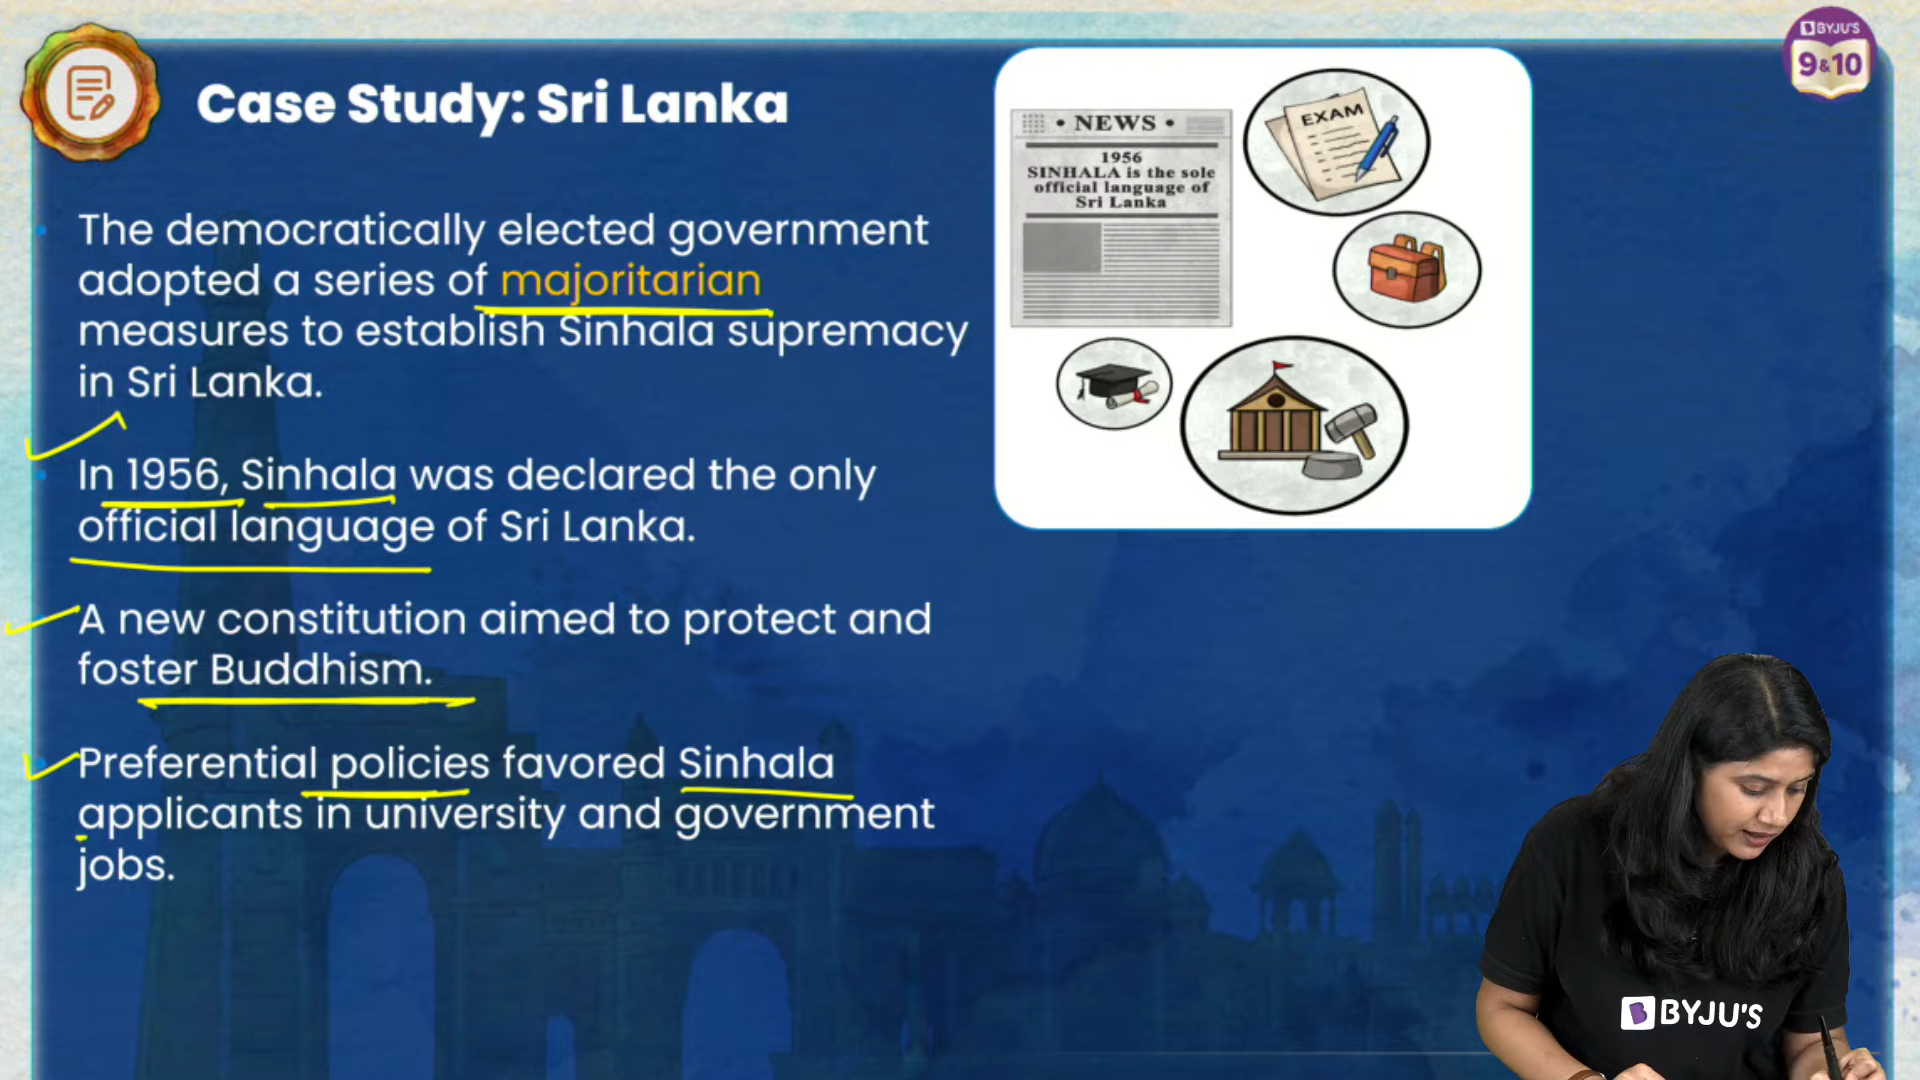 Case Study: Sri Lanka
The democratically elected government
adopted a series of majoritarian
measures to establish Sinhala supremacy
in Sri Lanka.
In 1956, Sinhala was declared the only
official language of Sri Lanka.
A new constitution aimed to protect and
foster Buddhism.
Preferential policies favored Sinhala
applicants in university and government
jobs.
• NEWS •
1956
SINHALA is the sole
official language of
Sri Lanka
EXAM
BYJU'S
9&10
BYJU'S